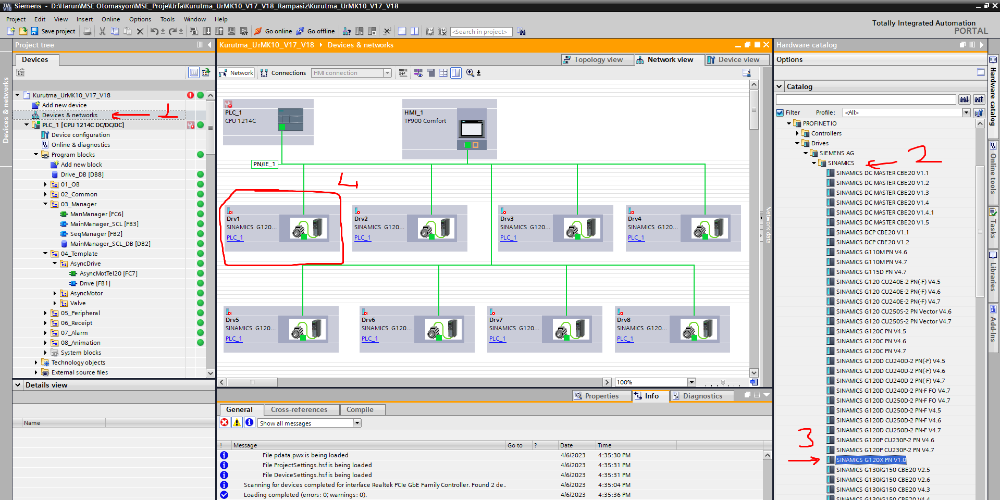 Siemens - D:\Harun\MSE Otomasyon\MSE_Proje\Urfa\Kurutma_UrMK10_V17_V18_Rampasiz\Kurutma_UrMK10_V17_V18
Project Edit View Insert Online Options Tools Window Help
Totally Integrated Automation
PORTAL
Save project Go online Go offline <Search in project>
Project tree
Devices
Devices & networks
Kurutma_UrMK10_V17_V18
Add new device
Devices & networks
1
PLC_1 [CPU 1214C DC/DC/DC]
Device configuration
Online & diagnostics
Program blocks
Add new block
Drive_DB [DB8]
01_OB
02_Common
03_Manager
ManManager [FC6]
MainManager_SCL [FB3]
SeqManager [FB2]
MainManager_SCL_DB [DB2]
04_Template
AsyncDrive
AsyncMotTel20 [FC7]
Drive [FB1]
AsyncMotor
Valve
05_Peripheral
06_Receipt
07_Alarm
08_Animation
System blocks
Technology objects
External source files
Details view
Name
Kurutma_UrMK10_V17_V18 Devices & networks
Topology view Network view Device view
Network Connections HMI connection
PLC_1
CPU 1214C
HMI_1
TP900 Comfort
PN/IE_1
4
Drv1
SINAMICS G120...
PLC_1
Drv2
SINAMICS G120...
PLC_1
Drv3
SINAMICS G120...
PLC_1
Drv4
SINAMICS G120...
PLC_1
Drv5
SINAMICS G120...
PLC_1
Drv6
SINAMICS G120...
PLC_1
Drv7
SINAMICS G120...
PLC_1
Drv8
SINAMICS G120...
PLC_1
100%
Network data
Properties Info Diagnostics
General Cross-references Compile
Show all messages
! Message Go to ? Date Time
File pdata.pwx is being loaded 4/6/2023 4:35:30 PM
File ProjectSettings.hsf is being loaded 4/6/2023 4:35:31 PM
File DeviceSettings.hsf is being loaded 4/6/2023 4:35:31 PM
Scanning for devices completed for interface Realtek PCIe GbE Family Controller. Found 2 de.. 4/6/2023 4:35:04 PM
Loading completed (errors: 0; warnings: 0). 4/6/2023 4:35:36 PM
Hardware catalog
Options
Catalog
Filter Profile: <All>
PROFINET IO
Controllers
Drives
SIEMENS AG
SINAMICS
2
SINAMICS DC MASTER CBE20 V1.1
SINAMICS DC MASTER CBE20 V1.2
SINAMICS DC MASTER CBE20 V1.3
SINAMICS DC MASTER CBE20 V1.4
SINAMICS DC MASTER CBE20 V1.4.1
SINAMICS DC MASTER CBE20 V1.5
SINAMICS DCP CBE20 V1.1
SINAMICS DCP CBE20 V1.2
SINAMICS G110M PN V4.6
SINAMICS G110M PN V4.7
SINAMICS G115D PN V4.7
SINAMICS G120 CU240E-2 PN(-F) V4.5
SINAMICS G120 CU240E-2 PN(-F) V4.6
SINAMICS G120 CU240E-2 PN(-F) V4.7
SINAMICS G120 CU250S-2 PN Vector V4.6
SINAMICS G120 CU250S-2 PN Vector V4.7
SINAMICS G120C PN V4.5
SINAMICS G120C PN V4.6
SINAMICS G120C PN V4.7
SINAMICS G120D CU240D-2 PN(-F) V4.5
SINAMICS G120D CU240D-2 PN(-F) V4.6
SINAMICS G120D CU240D-2 PN(-F) V4.7
SINAMICS G120D CU240D-2 PN-F FO V4.7
SINAMICS G120D CU250D-2 PN-F FO V4.7
SINAMICS G120D CU250D-2 PN-F V4.5
SINAMICS G120D CU250D-2 PN-F V4.6
SINAMICS G120D CU250D-2 PN-F V4.7
3
SINAMICS G120P CU230P-2 PN V4.6
SINAMICS G120P CU230P-2 PN V4.7
SINAMICS G120X PN V1.0
SINAMICS G130/G150 CBE20 V2.5
SINAMICS G130/G150 CBE20 V2.6
SINAMICS G130/G150 CBE20 V4.3
SINAMICS G130/G150 CBE20 V4.4
Hardware catalog
Online tools
Tasks
Libraries
Add-Ins